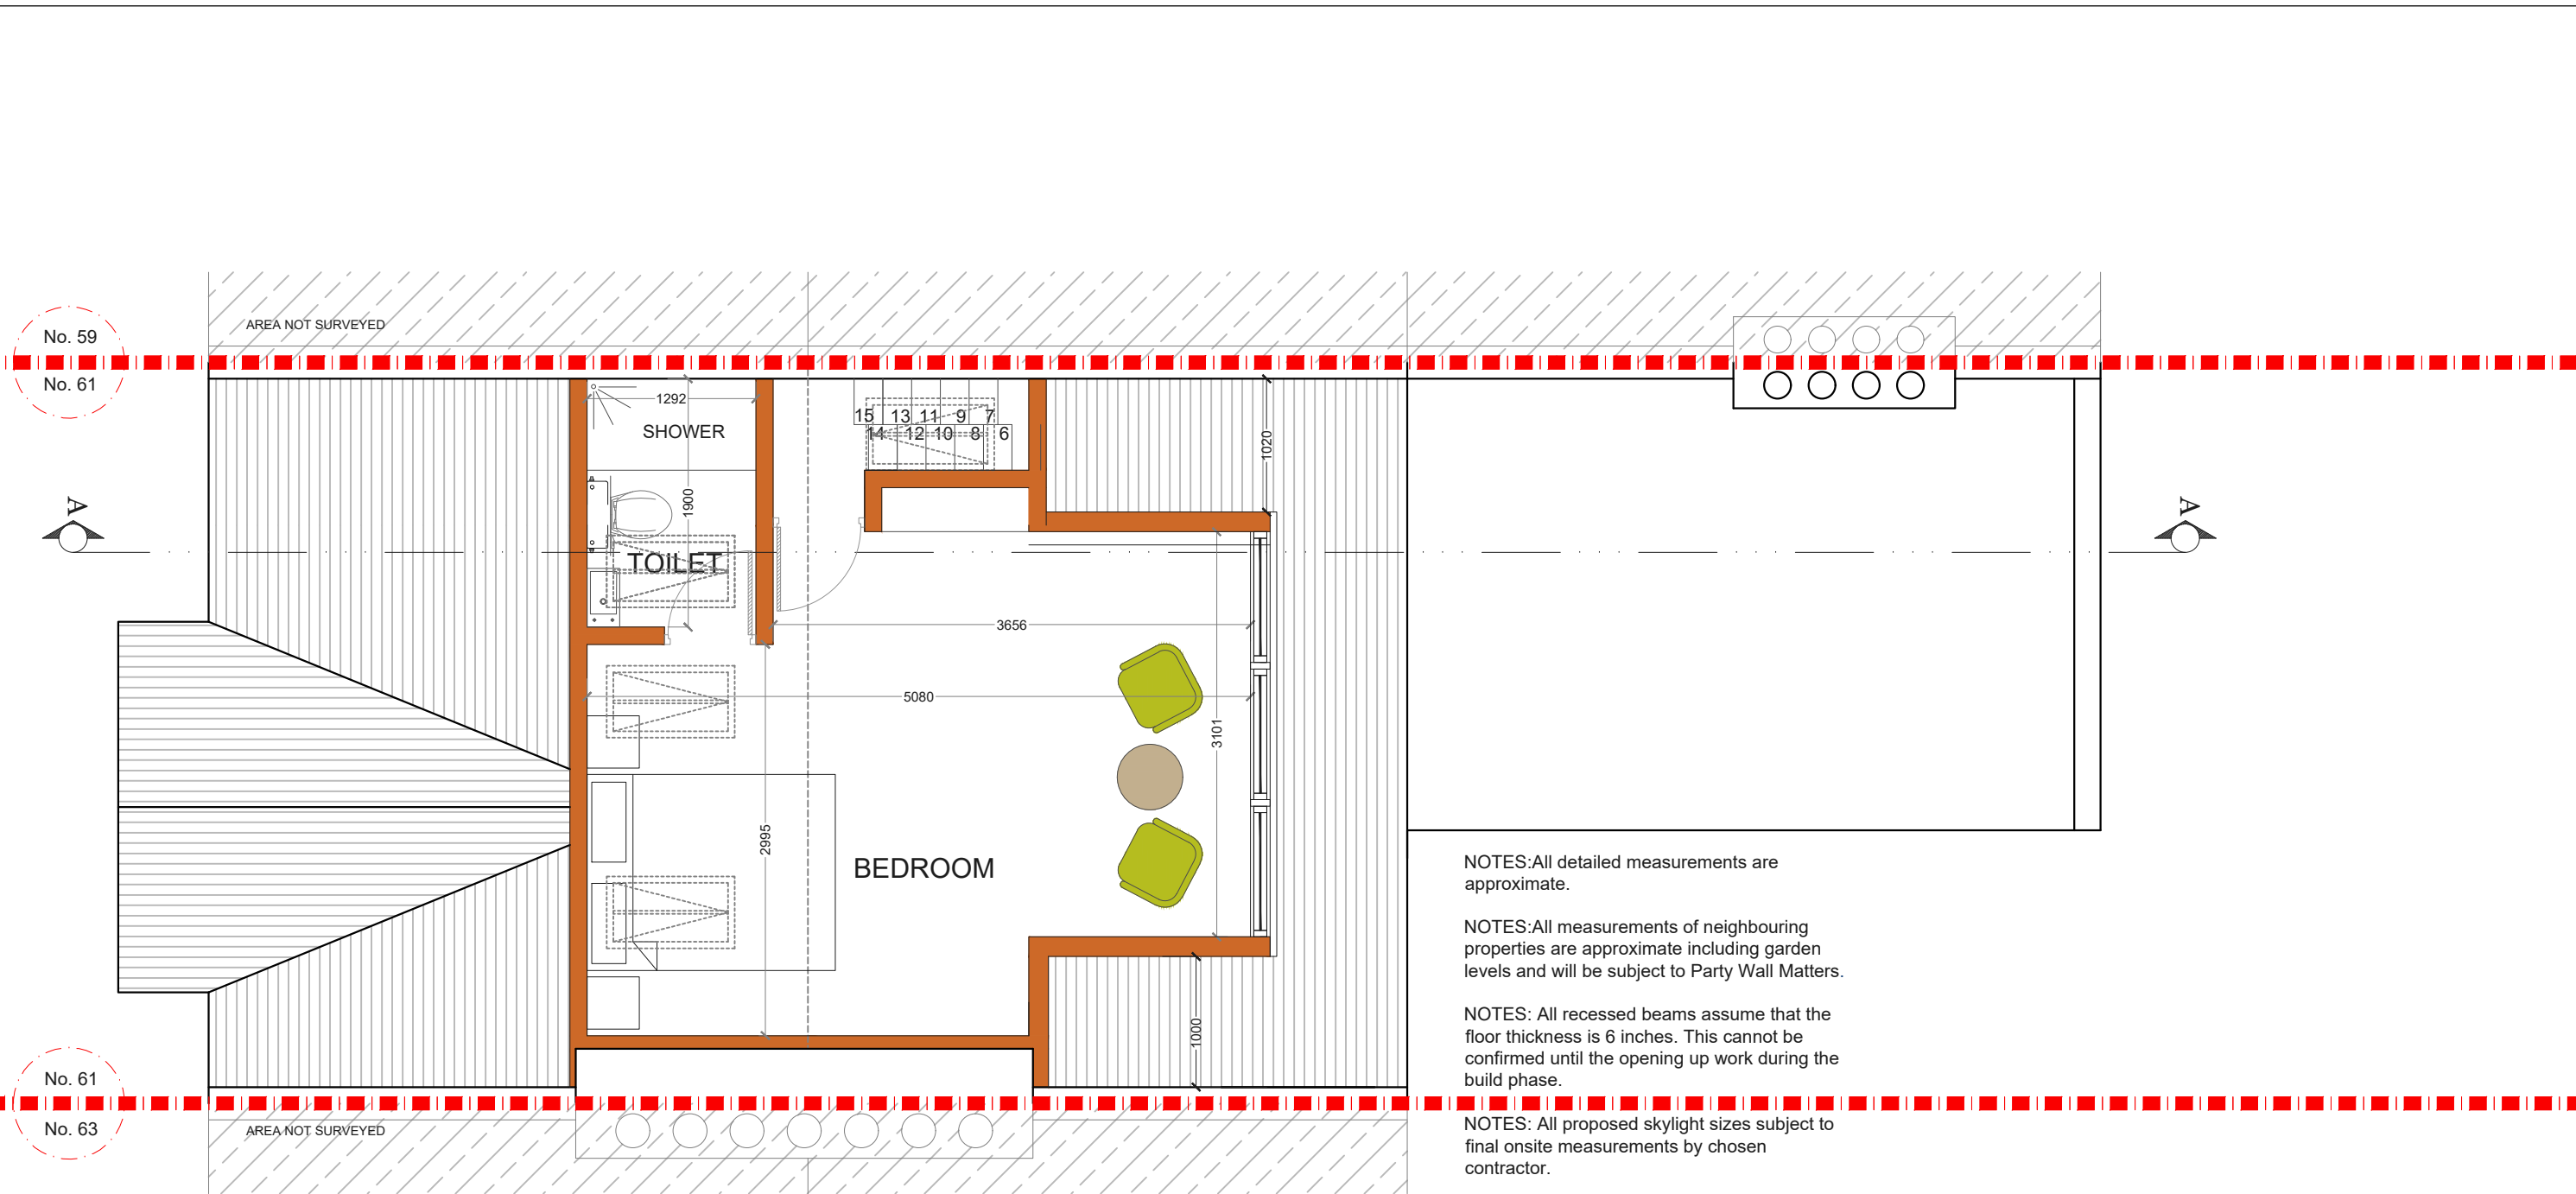 AREA NOT SURVEYED
No. 59
No. 61
1292
SHOWER
15 13 11 9 7
14 12 10 8 6
1020
1900
A
A
TOILET
3656
5080
3101
2995
BEDROOM
1000
No. 61
No. 63
AREA NOT SURVEYED
NOTES:All detailed measurements are
approximate.
NOTES:All measurements of neighbouring
properties are approximate including garden
levels and will be subject to Party Wall Matters.
NOTES: All recessed beams assume that the
floor thickness is 6 inches. This cannot be
confirmed until the opening up work during the
build phase.
NOTES: All proposed skylight sizes subject to
final onsite measurements by chosen
contractor.